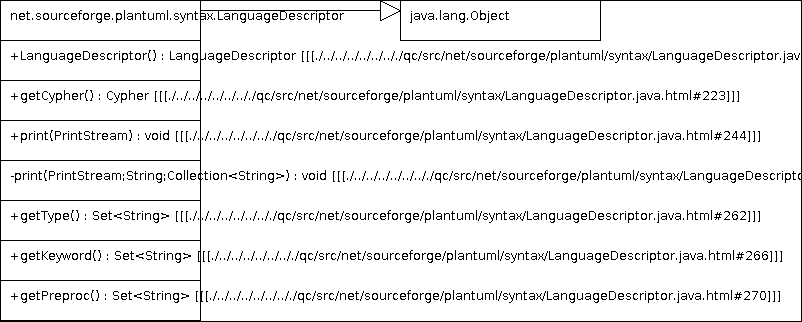 net.sourceforge.plantuml.syntax.LanguageDescriptor
java.lang.Object
+LanguageDescriptor() : LanguageDescriptor [[[./../../../../../../qc/src/net/sourceforge/plantuml/syntax/LanguageDescriptor.jav
+getCypher() : Cypher [[[./../../../../../../qc/src/net/sourceforge/plantuml/syntax/LanguageDescriptor.java.html#223]]]
+print(PrintStream) : void [[[./../../../../../../qc/src/net/sourceforge/plantuml/syntax/LanguageDescriptor.java.html#244]]]
-print(PrintStream;String;Collection<String>) : void [[[./../../../../../../qc/src/net/sourceforge/plantuml/syntax/LanguageDescripto
+getType() : Set<String> [[[./../../../../../../qc/src/net/sourceforge/plantuml/syntax/LanguageDescriptor.java.html#262]]]
+getKeyword() : Set<String> [[[./../../../../../../qc/src/net/sourceforge/plantuml/syntax/LanguageDescriptor.java.html#266]]]
+getPreproc() : Set<String> [[[./../../../../../../qc/src/net/sourceforge/plantuml/syntax/LanguageDescriptor.java.html#270]]]